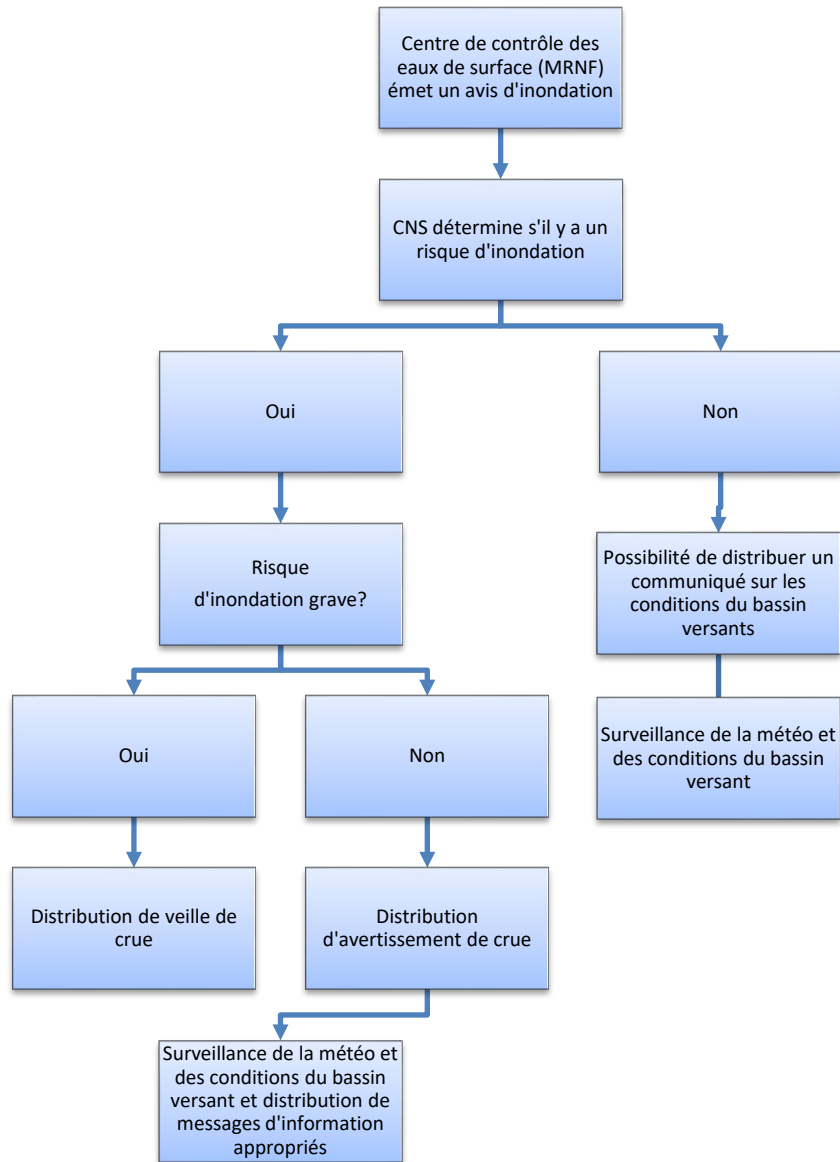 Centre de contrôle des
eaux de surface (MRNF)
émet un avis d'inondation
CNS détermine s'il y a un
risque d'inondation
Oui
Non
Risque
d'inondation grave?
Possibilité de distribuer un
communiqué sur les
conditions du bassin
versants
Oui
Non
Surveillance de la météo et
des conditions du bassin
versant
Distribution de veille de
crue
Distribution
d'avertissement de crue
Surveillance de la météo et
des conditions du bassin
versant et distribution de
messages d'information
appropriés